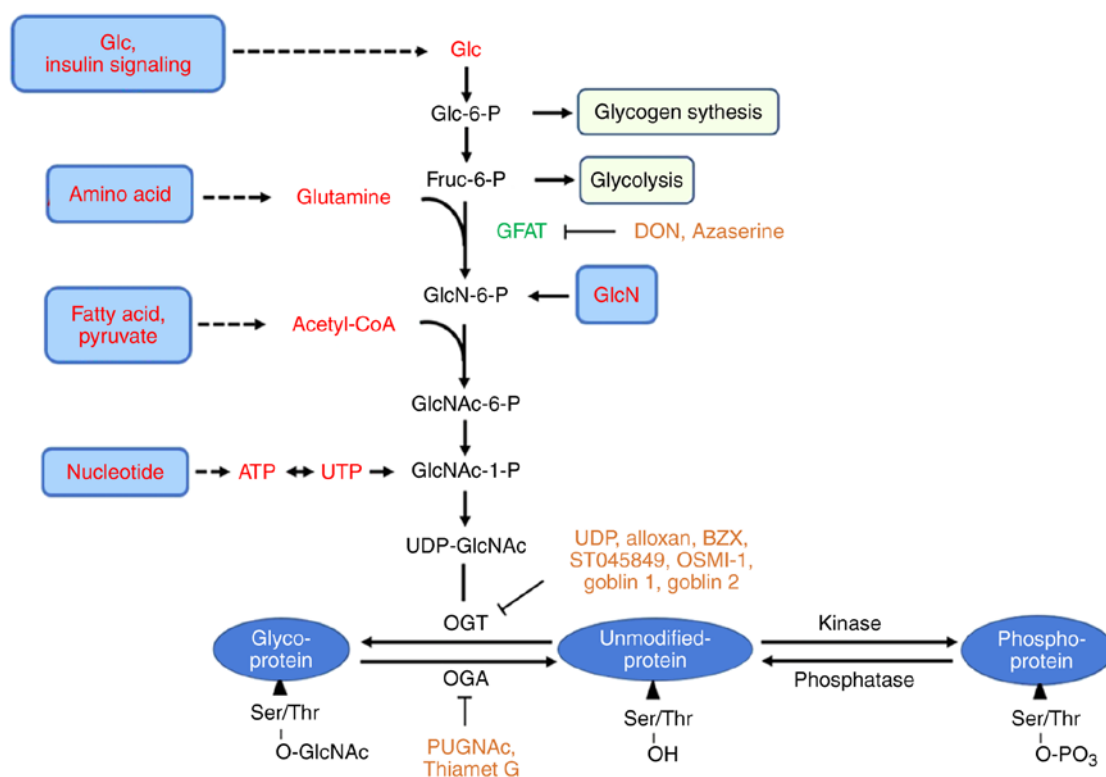 Glc,
insulin signaling
Glc
Glc-6-P
Glycogen sythesis
Fruc-6-P
Glycolysis
Amino acid
Glutamine
GFAT
DON, Azaserine
GlcN-6-P
GlcN
Fatty acid,
pyruvate
Acetyl-CoA
GlcNAc-6-P
Nucleotide
ATP
UTP
GlcNAc-1-P
UDP-GlcNAc
UDP, alloxan, BZX,
ST045849, OSMI-1,
goblin 1, goblin 2
OGT
Glyco-
protein
Unmodified-
protein
Kinase
Phospho-
protein
OGA
Phosphatase
Ser/Thr
O-GlcNAc
PUGNAc,
Thiamet G
Ser/Thr
OH
Ser/Thr
O-PO₃